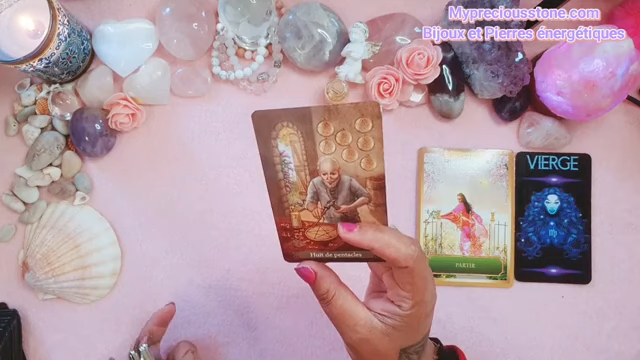 Mypreciousstone.com
Bijoux et Pierres énergétiques
VIERGE
PARTIR
Huit de pentacles